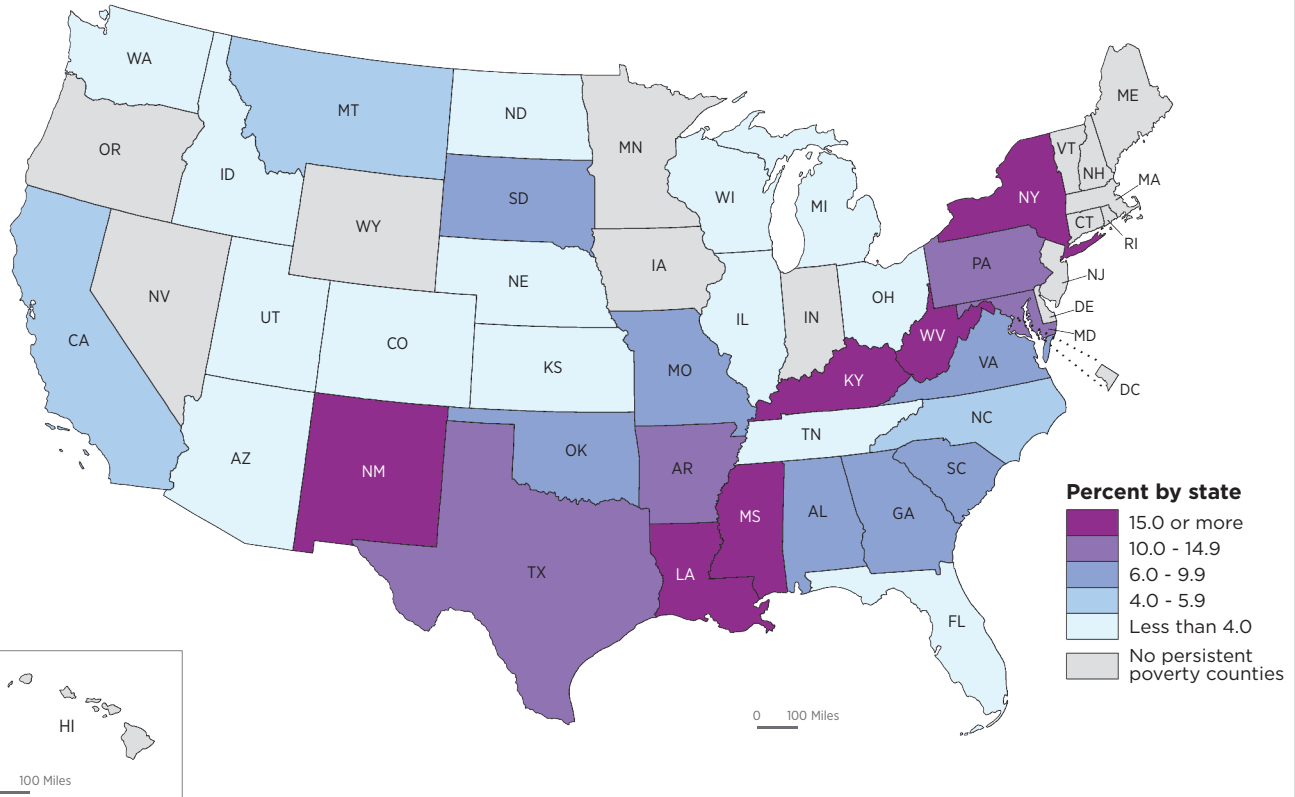 WA
MT
ND
MN
ME
OR
ID
SD
WI
MI
VT
NH
MA
NY
WY
CT
RI
IA
PA
NV
NE
NJ
UT
CO
IL
IN
OH
DE
MD
CA
KS
MO
WV
VA
DC
KY
AZ
NM
OK
TN
NC
AR
SC
MS
AL
GA
TX
LA
FL
Percent by state
15.0 or more
10.0 - 14.9
6.0 - 9.9
4.0 - 5.9
Less than 4.0
No persistent
poverty counties
0 100 Miles
HI
100 Miles